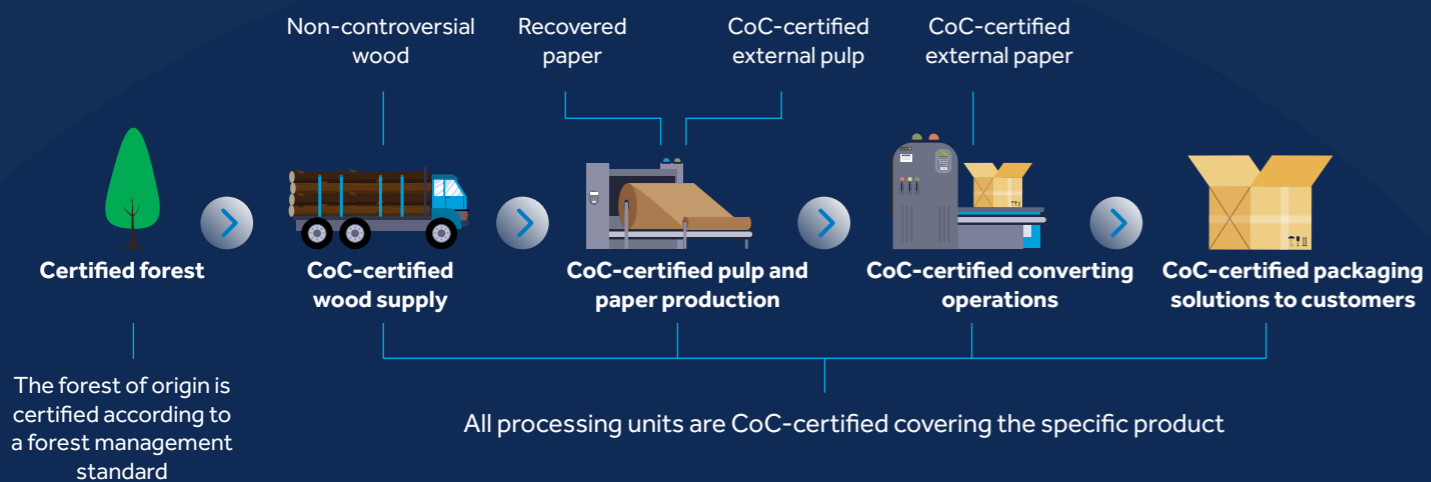 Non-controversial
wood
Recovered
paper
CoC-certified
external pulp
CoC-certified
external paper
Certified forest
CoC-certified
wood supply
CoC-certified pulp and
paper production
CoC-certified converting
operations
CoC-certified packaging
solutions to customers
The forest of origin is
certified according to
a forest management
standard
All processing units are CoC-certified covering the specific product